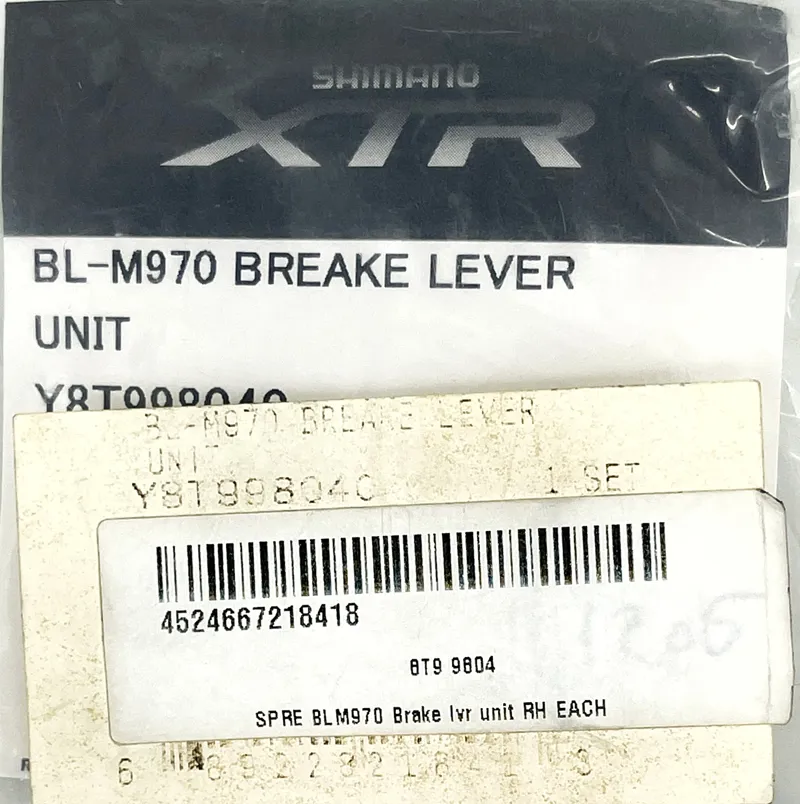 SHIMANO
XTR
BL-M970 BREAKE LEVER
UNIT
Y8T998040
BL-M970 BREAKE LEVER
UNIT
Y8T998040 1 SET
4524667218418
8T9 9804
SPRE BLM970 Brake lvr unit RH EACH